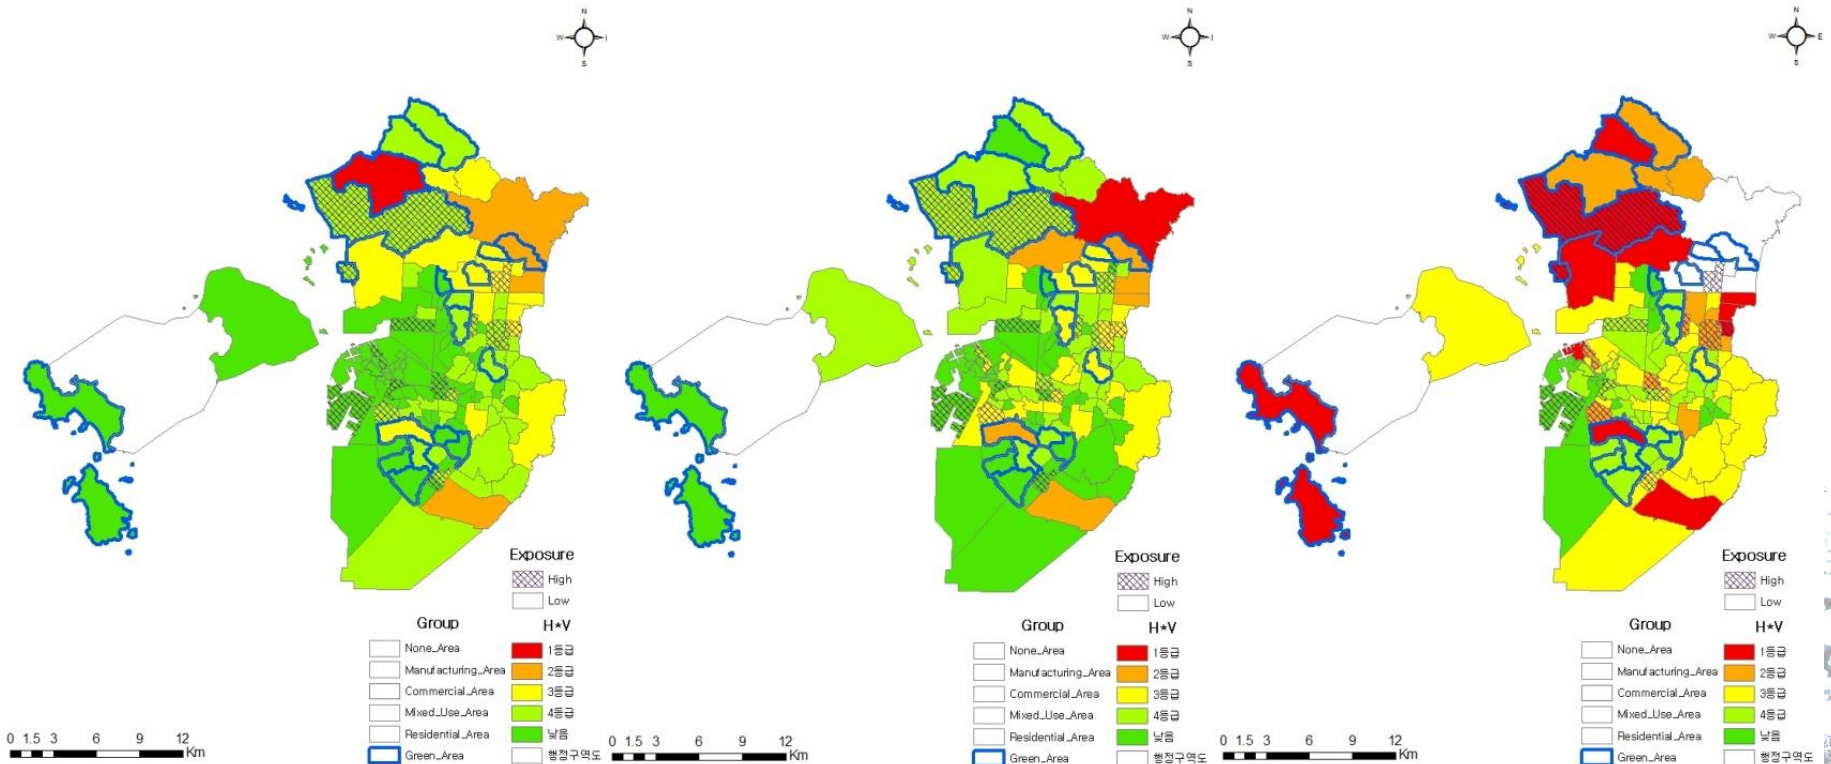 N
W I
S
N
W I
S
N
W E
S
Exposure
High
Low
Group H*V
None_Area 1등급
Manufacturing_Area 2등급
Commercial_Area 3등급
Mixed_Use_Area 4등급
Residential_Area 낮음
Green_Area 행정구역도
0 1.5 3 6 9 12
Km
Exposure
High
Low
Group H*V
None_Area 1등급
Manufacturing_Area 2등급
Commercial_Area 3등급
Mixed_Use_Area 4등급
Residential_Area 낮음
Green_Area 행정구역도
0 1.5 3 6 9 12
Km
Exposure
High
Low
Group H*V
None_Area 1등급
Manufacturing_Area 2등급
Commercial_Area 3등급
Mixed_Use_Area 4등급
Residential_Area 낮음
Green_Area 행정구역도
0 1.5 3 6 9 12
Km